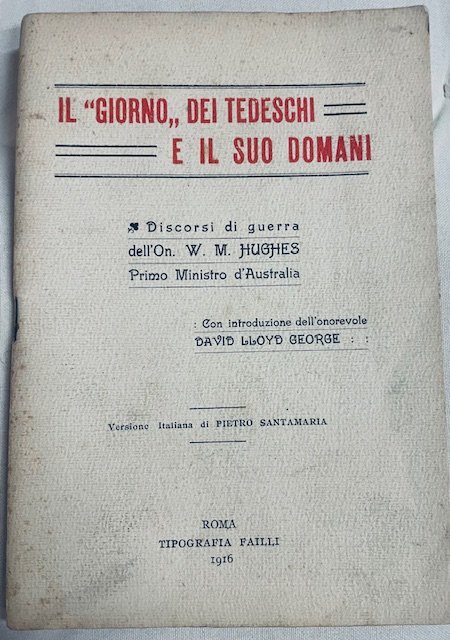 IL "GIORNO„ DEI TEDESCHI
E IL SUO DOMANI
Discorsi di guerra
dell'On. W. M. HUGHES
Primo Ministro d'Australia
: Con introduzione dell'onorevole
DAVID LLOYD GEORGE : :
Versione italiana di PIETRO SANTAMARIA
ROMA
TIPOGRAFIA FAILLI
1916